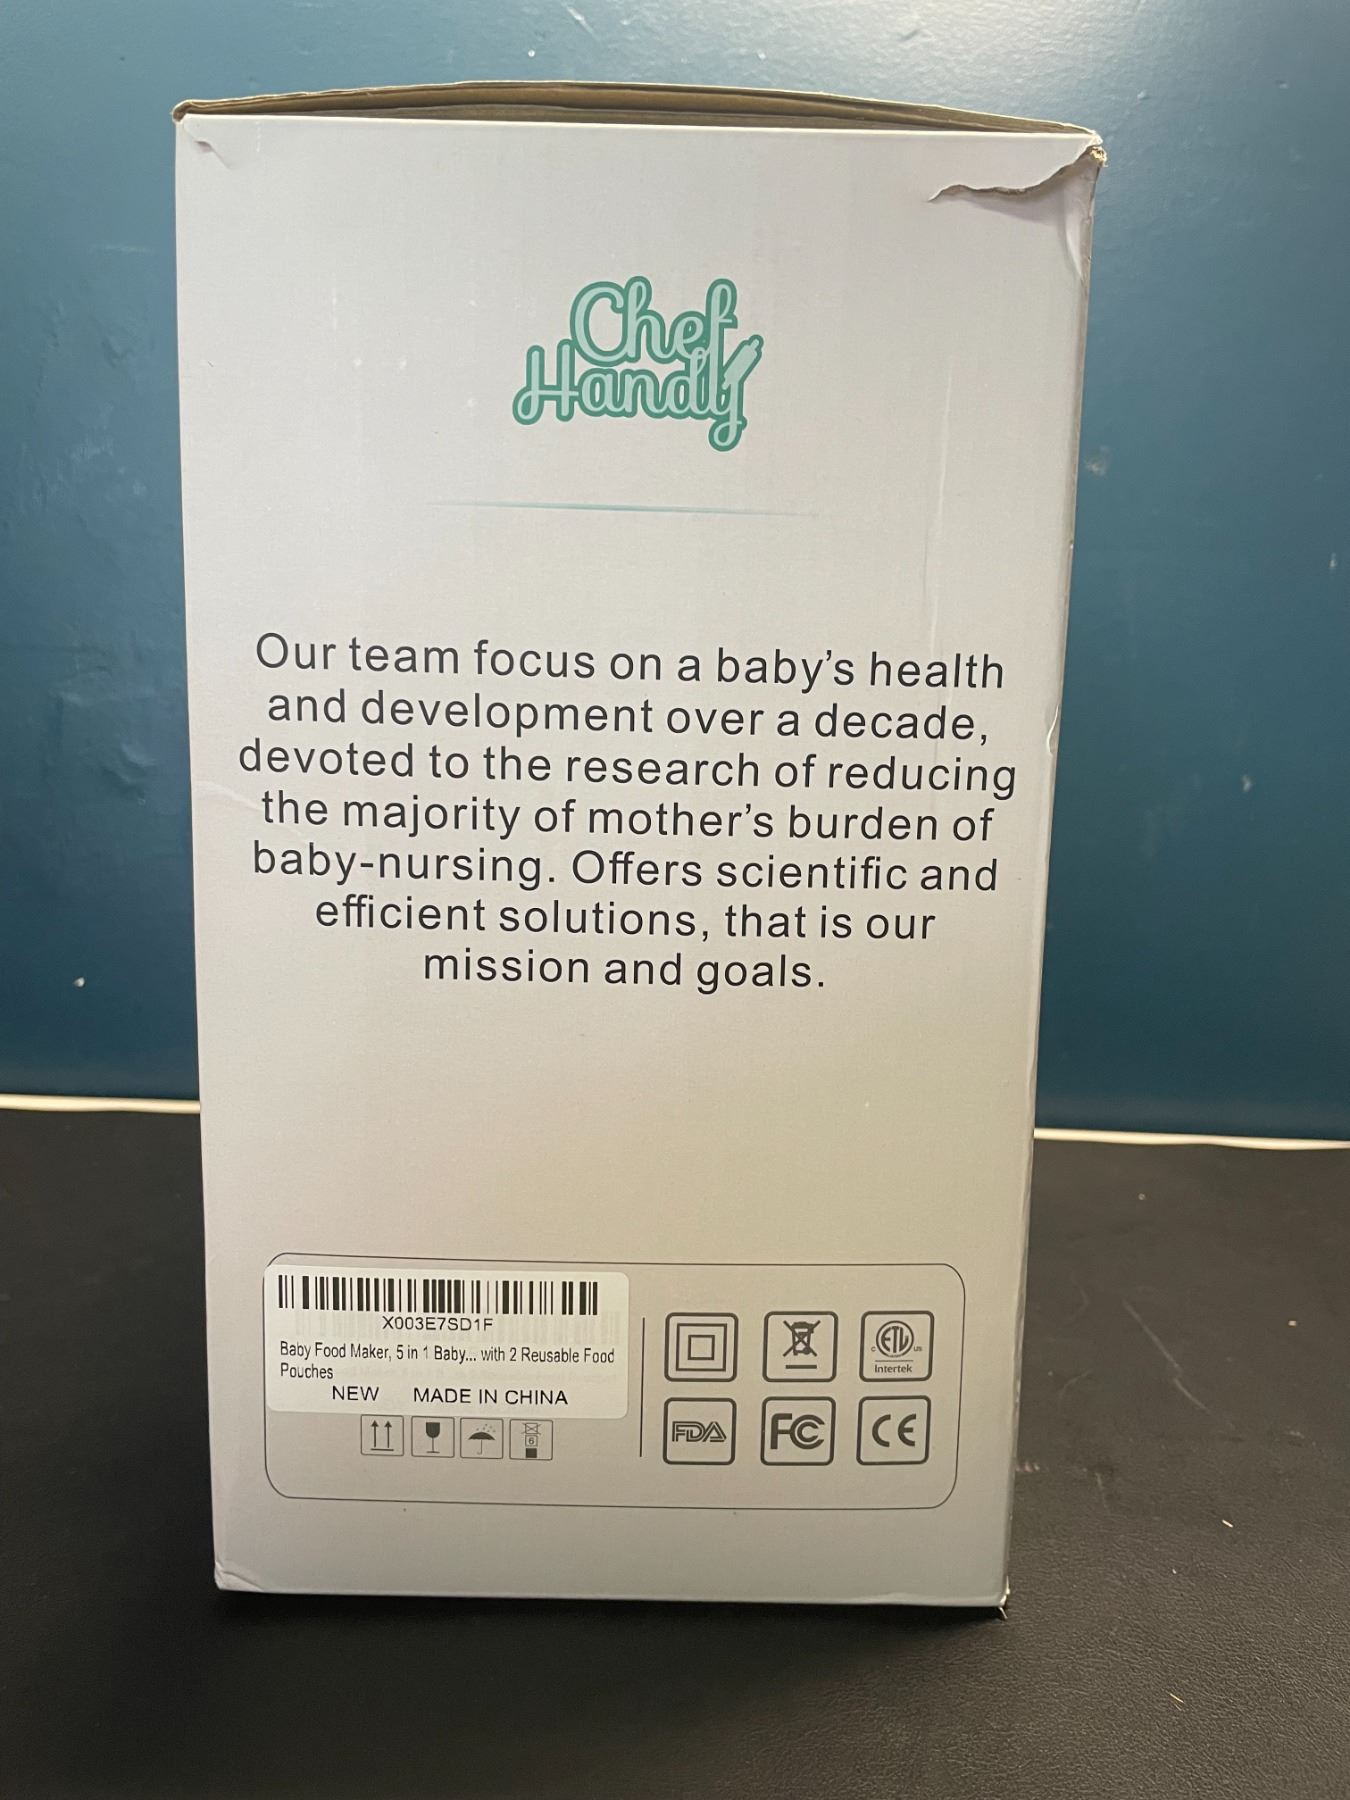 Chef
Handy
Our team focus on a baby's health
and development over a decade,
devoted to the research of reducing
the majority of mother's burden of
baby-nursing. Offers scientific and
efficient solutions, that is our
mission and goals.
X003E7SD1F
Baby Food Maker, 5 in 1 Baby... with 2 Reusable Food
Pouches
NEW MADE IN CHINA
6
C ETL US
Intertek
FDA FC CE